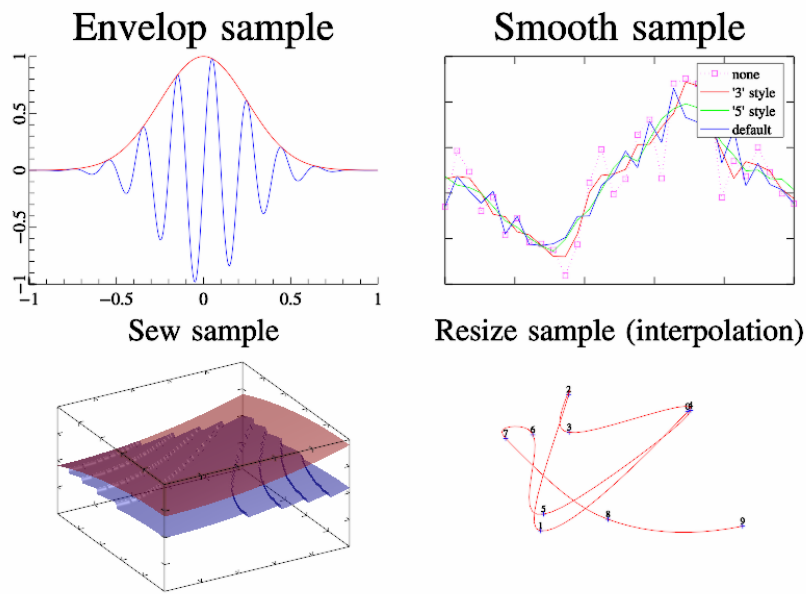 Envelop sample
Smooth sample
1
0.5
0
−0.5
−1
−1
−0.5
0
0.5
1
none
'3' style
'5' style
default
Sew sample
Resize sample (interpolation)
2
4
7
6
3
5
1
8
9